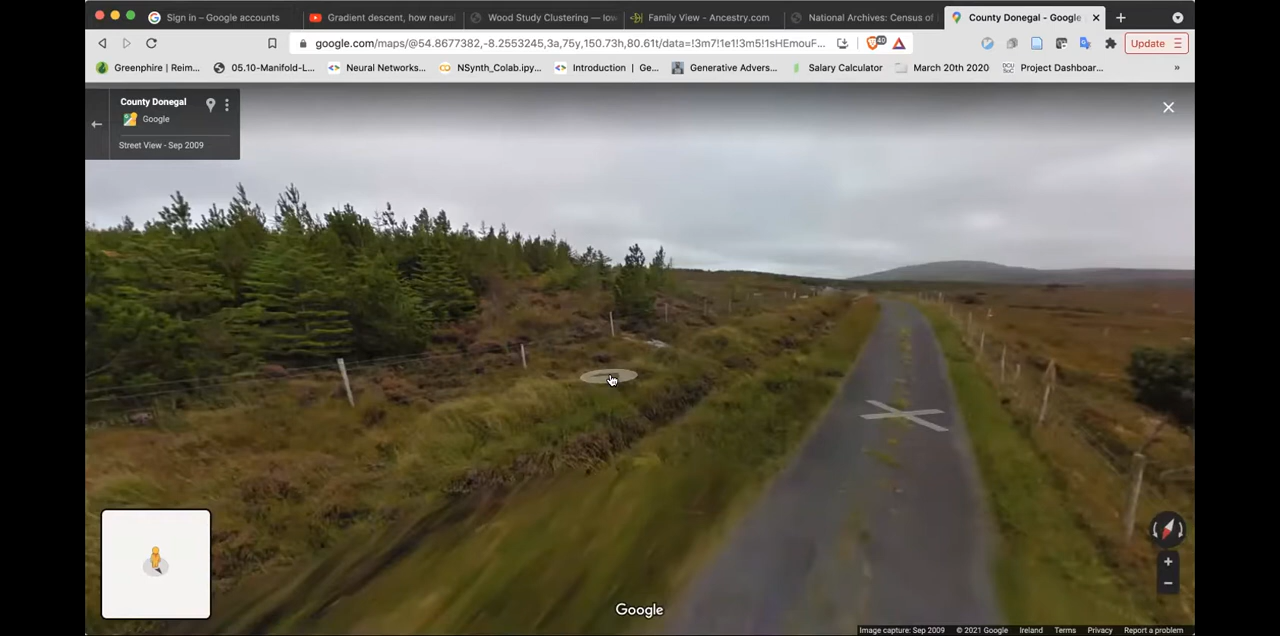 Sign in – Google accounts
Gradient descent, how neural
Wood Study Clustering — low
Family View - Ancestry.com
National Archives: Census of
County Donegal - Google
google.com/maps/@54.8677382,-8.2553245,3a,75y,150.73h,80.61t/data=!3m7!1e1!3m5!1sHEmouF...
Update
Greenphire | Reim...
05.10-Manifold-L...
Neural Networks...
NSynth_Colab.ipy...
Introduction | Ge...
Generative Advers...
Salary Calculator
March 20th 2020
Project Dashboar...
»
County Donegal
Google
Street View - Sep 2009
Google
Image capture: Sep 2009 © 2021 Google Ireland Terms Privacy Report a problem